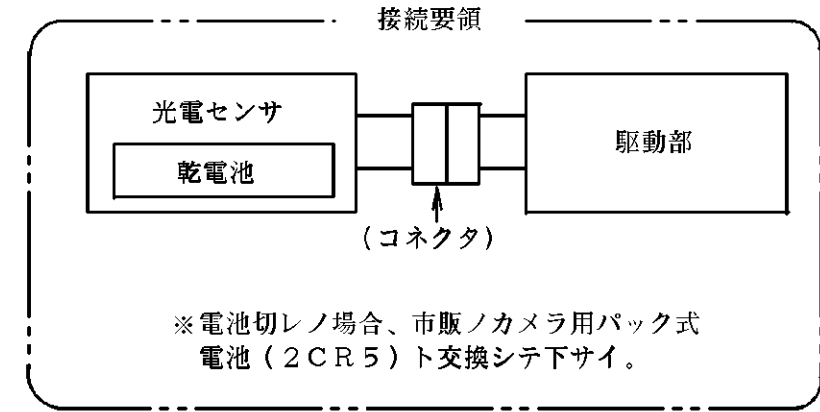 接続要領
光電センサ
乾電池
駆動部
(コネクタ)
※電池切レノ場合、市販ノカメラ用パック式
電池(2CR5)ト交換シテ下サイ。